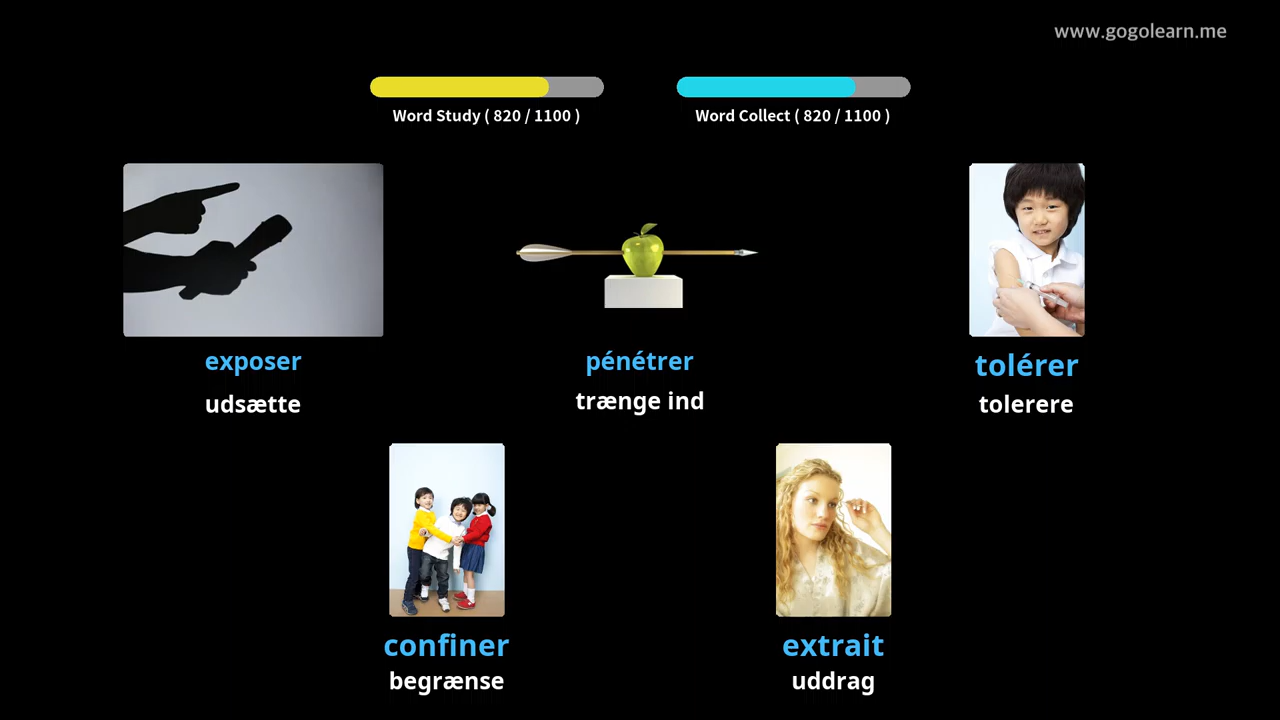 www.gogolearn.me
Word Study ( 820 / 1100 )
Word Collect ( 820 / 1100 )
exposer
udsætte
pénétrer
trænge ind
tolérer
tolerere
confiner
begrænse
extrait
uddrag